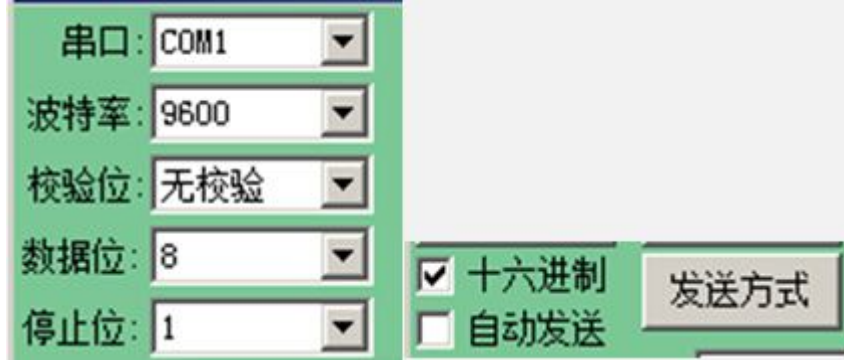 串口: COM1
波特率: 9600
校验位: 无校验
数据位: 8
停止位: 1
十六进制
自动发送
发送方式